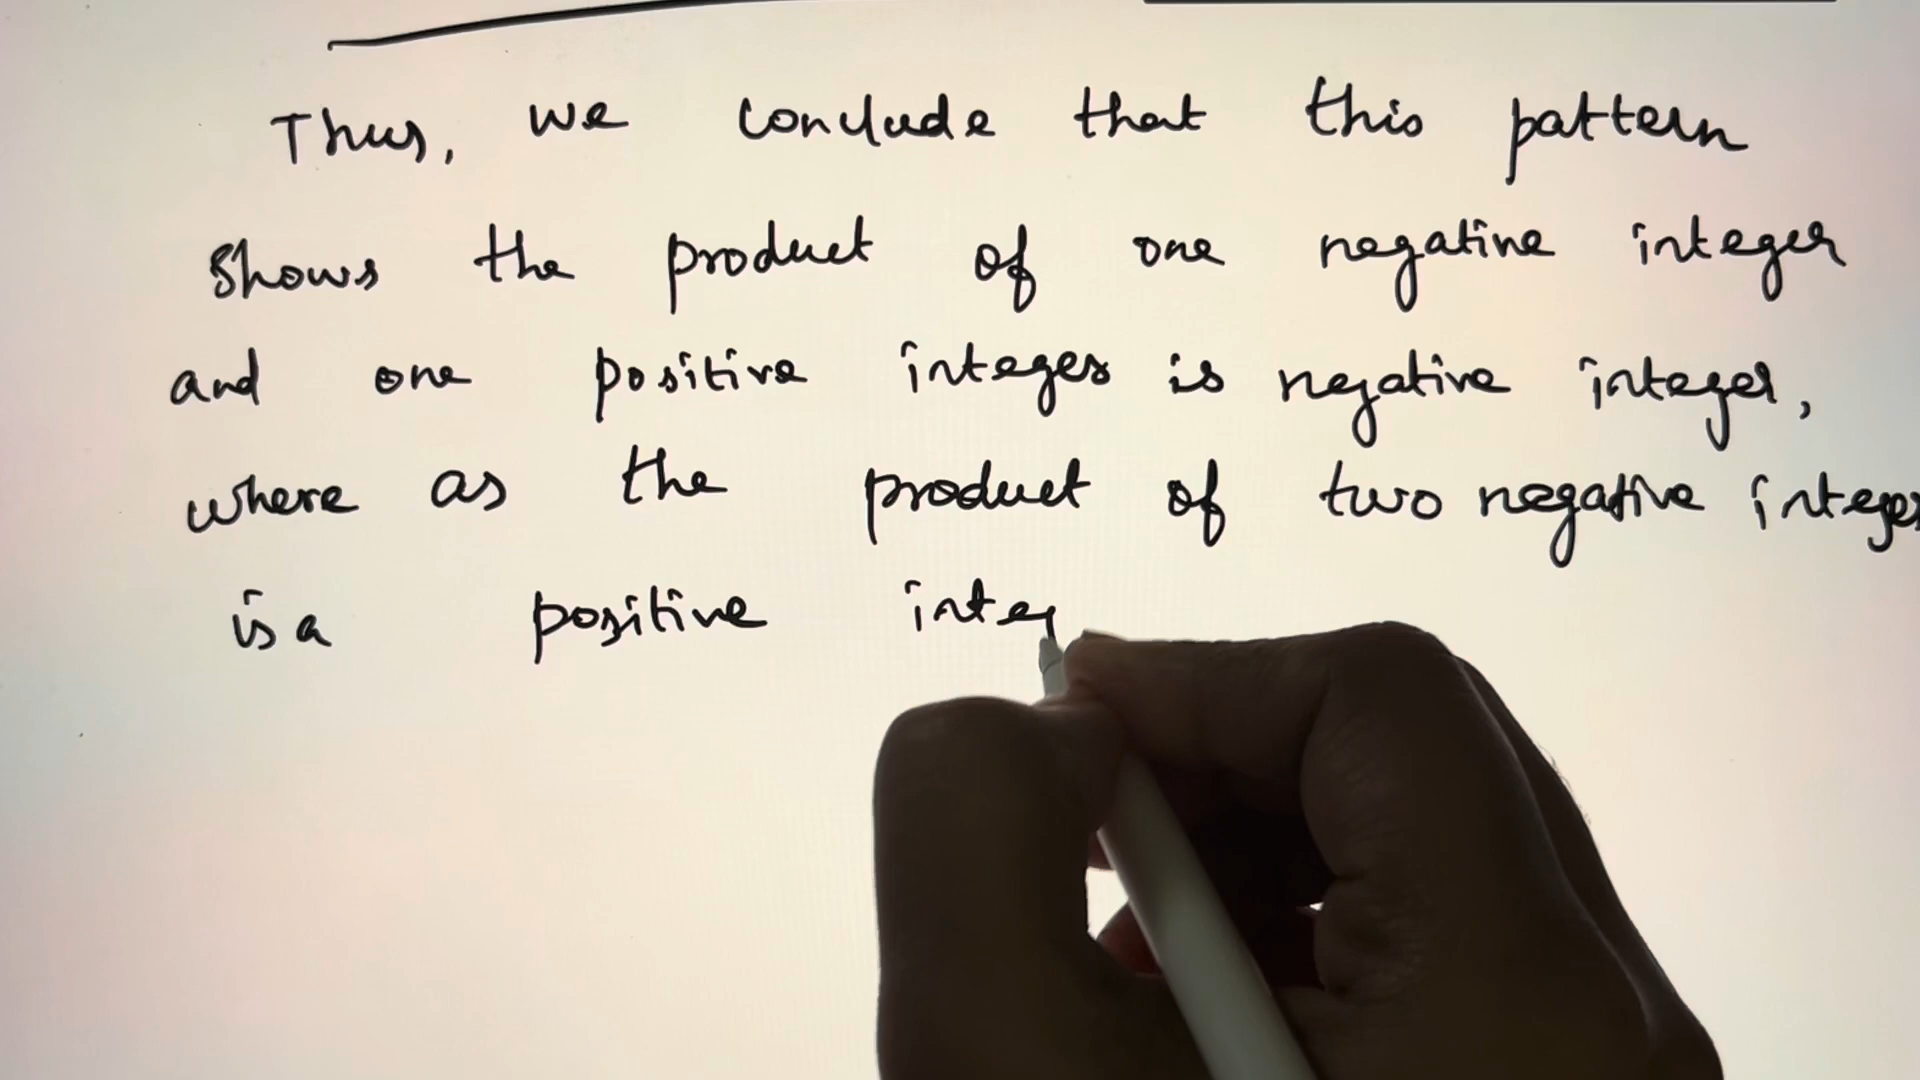 Thus, we conclude that this pattern
shows the product of one negative integer
and one positive integer is negative integer,
where as the product of two negative integer
is a positive integ